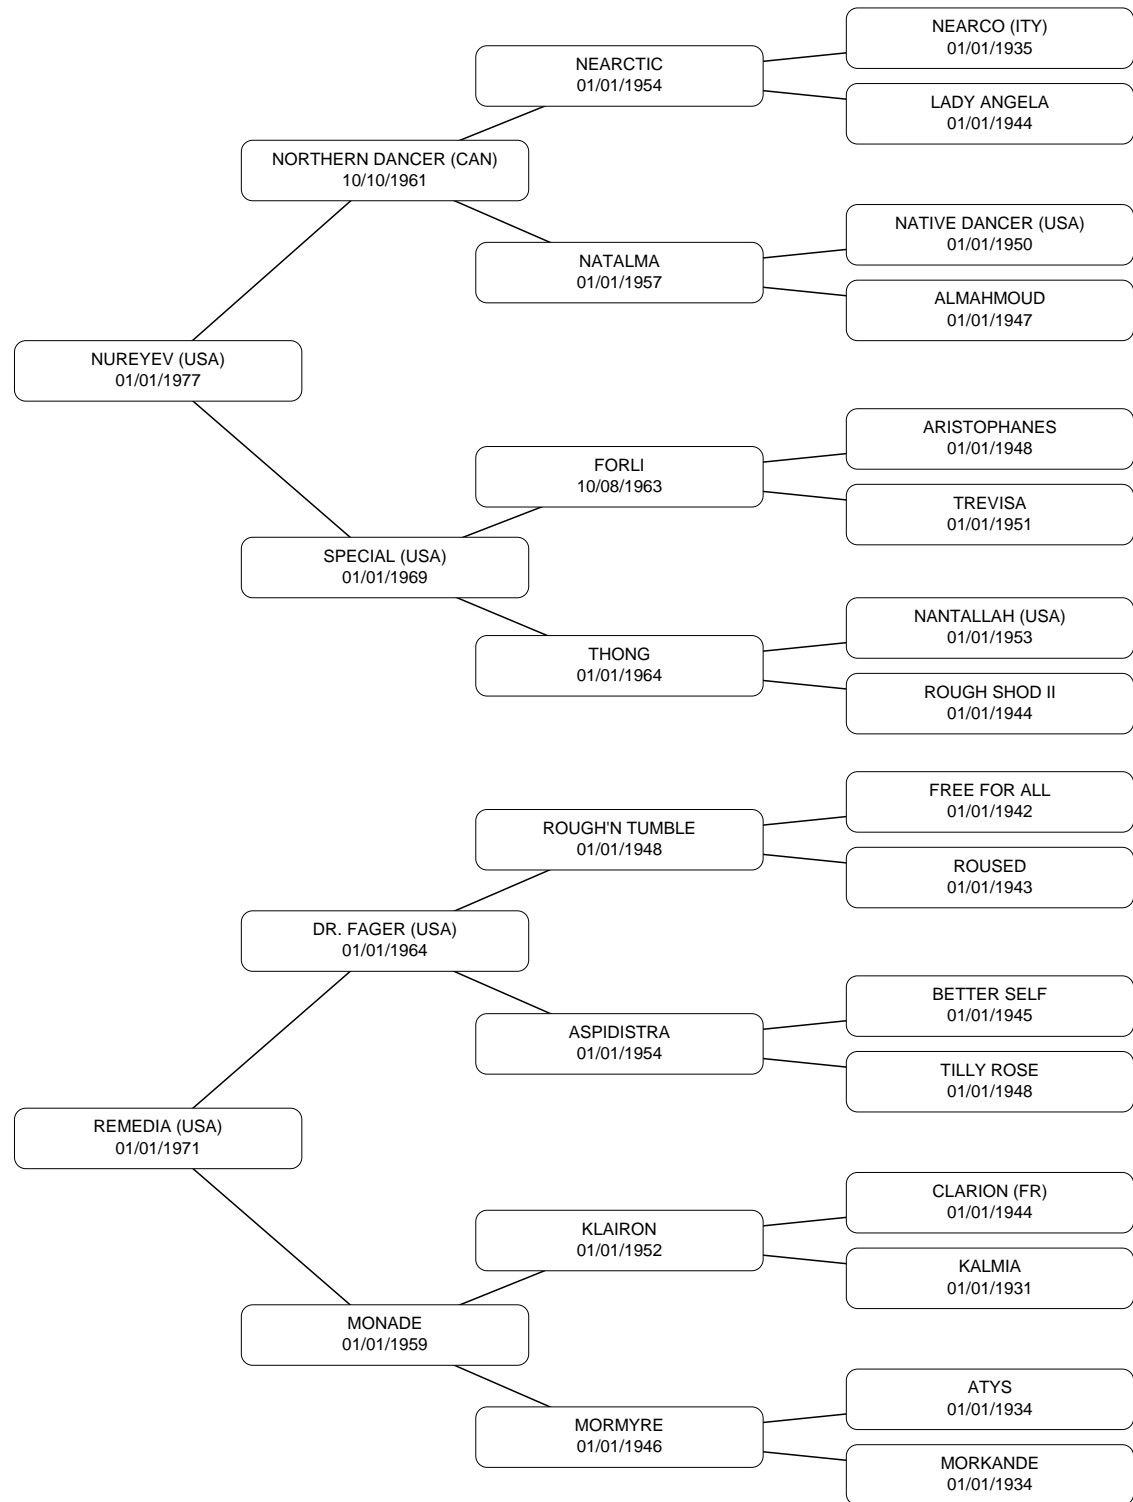 NEARCO (ITY)
01/01/1935
NEARCTIC
01/01/1954
LADY ANGELA
01/01/1944
NORTHERN DANCER (CAN)
10/10/1961
NATIVE DANCER (USA)
01/01/1950
NATALMA
01/01/1957
ALMAHMOUD
01/01/1947
NUREYEV (USA)
01/01/1977
ARISTOPHANES
01/01/1948
FORLI
10/08/1963
TREVISA
01/01/1951
SPECIAL (USA)
01/01/1969
NANTALLAH (USA)
01/01/1953
THONG
01/01/1964
ROUGH SHOD II
01/01/1944
FREE FOR ALL
01/01/1942
ROUGH'N TUMBLE
01/01/1948
ROUSED
01/01/1943
DR. FAGER (USA)
01/01/1964
BETTER SELF
01/01/1945
ASPIDISTRA
01/01/1954
TILLY ROSE
01/01/1948
REMEDIA (USA)
01/01/1971
CLARION (FR)
01/01/1944
KLAIRON
01/01/1952
KALMIA
01/01/1931
MONADE
01/01/1959
ATYS
01/01/1934
MORMYRE
01/01/1946
MORKANDE
01/01/1934